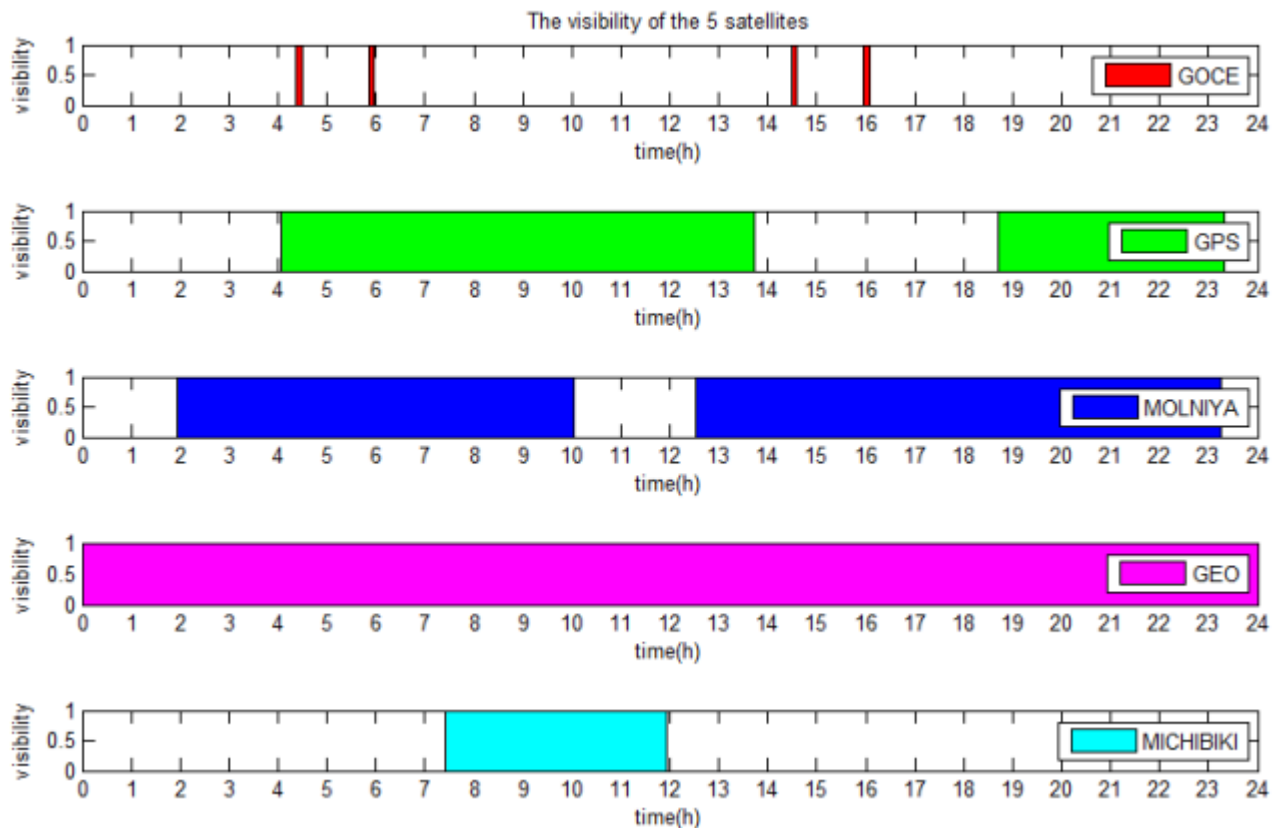 The visibility of the 5 satellites
1
0.5
0
visibility
GOCE
0 1 2 3 4 5 6 7 8 9 10 11 12 13 14 15 16 17 18 19 20 21 22 23 24
time(h)
1
0.5
0
visibility
GPS
0 1 2 3 4 5 6 7 8 9 10 11 12 13 14 15 16 17 18 19 20 21 22 23 24
time(h)
1
0.5
0
visibility
MOLNIYA
0 1 2 3 4 5 6 7 8 9 10 11 12 13 14 15 16 17 18 19 20 21 22 23 24
time(h)
1
0.5
0
visibility
GEO
0 1 2 3 4 5 6 7 8 9 10 11 12 13 14 15 16 17 18 19 20 21 22 23 24
time(h)
1
0.5
0
visibility
MICHIBIKI
0 1 2 3 4 5 6 7 8 9 10 11 12 13 14 15 16 17 18 19 20 21 22 23 24
time(h)